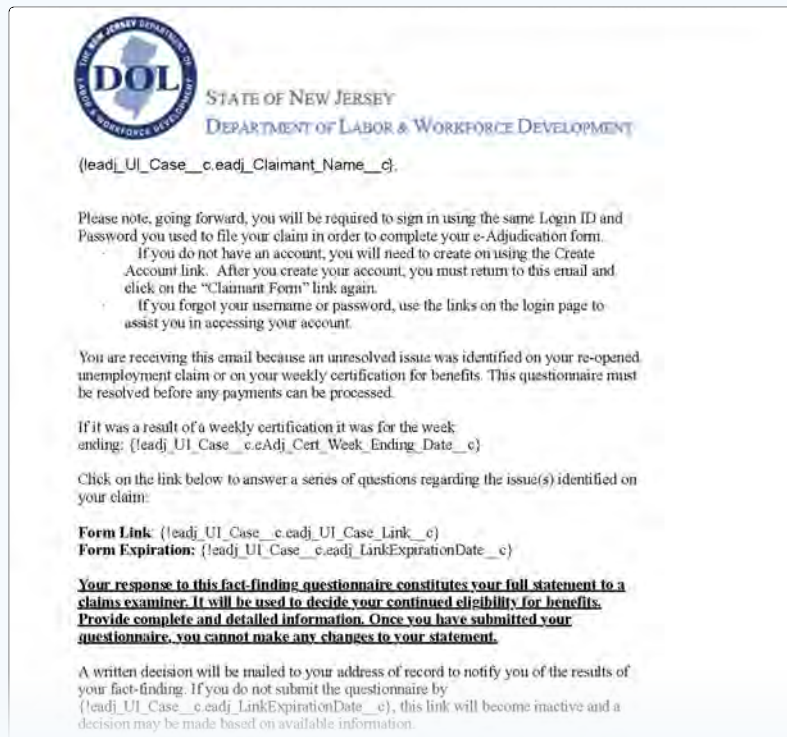 THE NEW JERSEY DEPARTMENT OF
LABOR & WORKFORCE DEVELOPMENT
DOL
STATE OF NEW JERSEY
DEPARTMENT OF LABOR & WORKFORCE DEVELOPMENT
{!eadj_UI_Case__c.eadj_Claimant_Name__c},
Please note, going forward, you will be required to sign in using the same Login ID and
Password you used to file your claim in order to complete your e-Adjudication form.
· If you do not have an account, you will need to create on using the Create
Account link. After you create your account, you must return to this email and
click on the “Claimant Form” link again.
· If you forgot your username or password, use the links on the login page to
assist you in accessing your account.
You are receiving this email because an unresolved issue was identified on your re-opened
unemployment claim or on your weekly certification for benefits. This questionnaire must
be resolved before any payments can be processed.
If it was a result of a weekly certification it was for the week
ending: {!eadj_UI_Case__c.eAdj_Cert_Week_Ending_Date__c}
Click on the link below to answer a series of questions regarding the issue(s) identified on
your claim:
Form Link: {!eadj_UI_Case__c.eadj_UI_Case_Link__c}
Form Expiration: {!eadj_UI_Case__c.eadj_LinkExpirationDate__c}
Your response to this fact-finding questionnaire constitutes your full statement to a
claims examiner. It will be used to decide your continued eligibility for benefits.
Provide complete and detailed information. Once you have submitted your
questionnaire, you cannot make any changes to your statement.
A written decision will be mailed to your address of record to notify you of the results of
your fact-finding. If you do not submit the questionnaire by
{!eadj_UI_Case__c.eadj_LinkExpirationDate__c}, this link will become inactive and a
decision may be made based on available information.